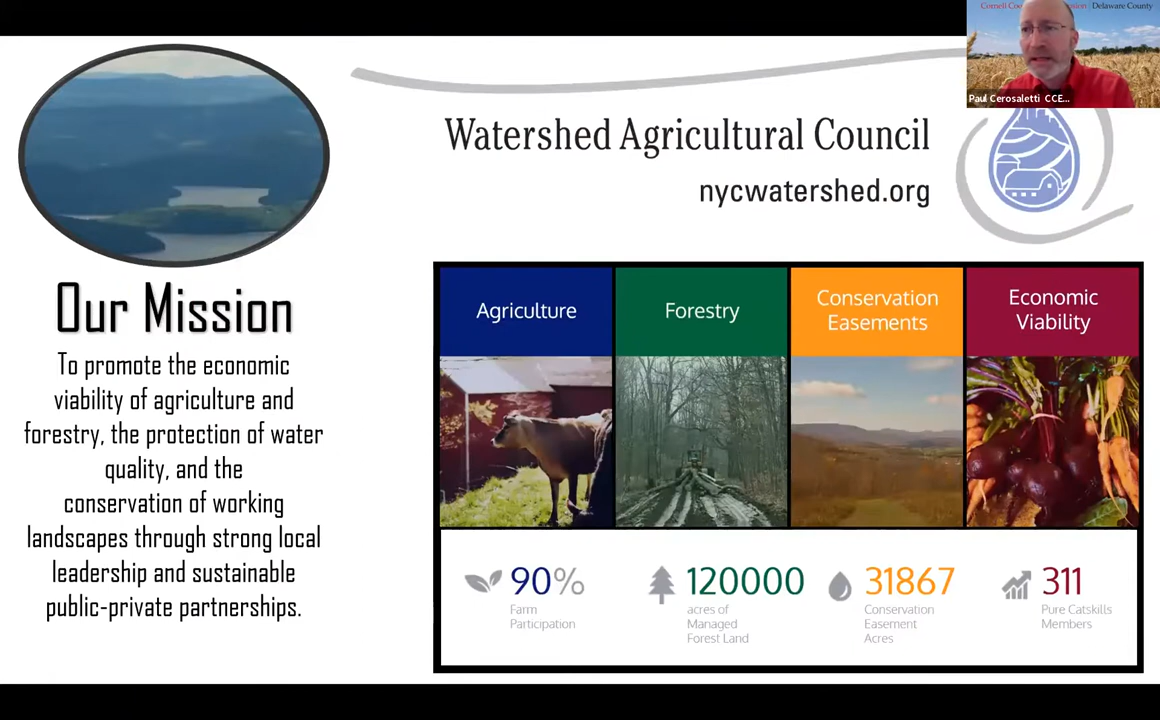 Cornell Coo
sion
Delaware County
Paul Cerosaletti CCE...
Watershed Agricultural Council
nycwatershed.org
Our Mission
To promote the economic
viability of agriculture and
forestry, the protection of water
quality, and the
conservation of working
landscapes through strong local
leadership and sustainable
public-private partnerships.
Agriculture
Forestry
Conservation
Easements
Economic
Viability
90%
Farm
Participation
120000
acres of
Managed
Forest Land
31867
Conservation
Easement
Acres
311
Pure Catskills
Members